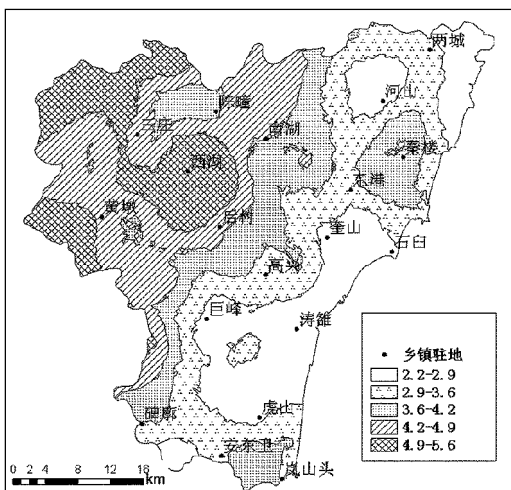 两城
河山
陈疃
三庄
南湖
秦楼
西湖
东港
黄墩
后村
奎山
石臼
高兴
巨峰
涛雒
虎山
碑廓
安东卫
岚山头
乡镇驻地
2.2-2.9
2.9-3.6
3.6-4.2
4.2-4.9
4.9-5.6
0 2 4 8 12 16
km